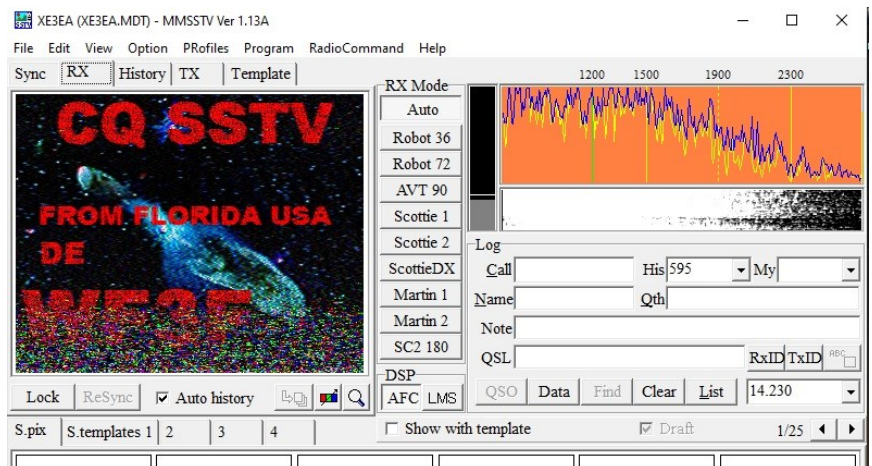 XE3EA (XE3EA.MDT) - MMSSTV Ver 1.13A
File Edit View Option PRofiles Program RadioCommand Help
Sync RX History TX Template
RX Mode
Auto
Robot 36
Robot 72
AVT 90
Scottie 1
Scottie 2
ScottieDX
Martin 1
Martin 2
SC2 180
DSP
AFC LMS
CQ SSTV
FROM FLORIDA USA
DE
1200 1500 1900 2300
Log
Call His 595 My
Name Qth
Note
QSL RxID TxID ABC
QSO Data Find Clear List 14.230
Lock ReSync Auto history
S.pix S.templates 1 2 3 4
Show with template Draft 1/25